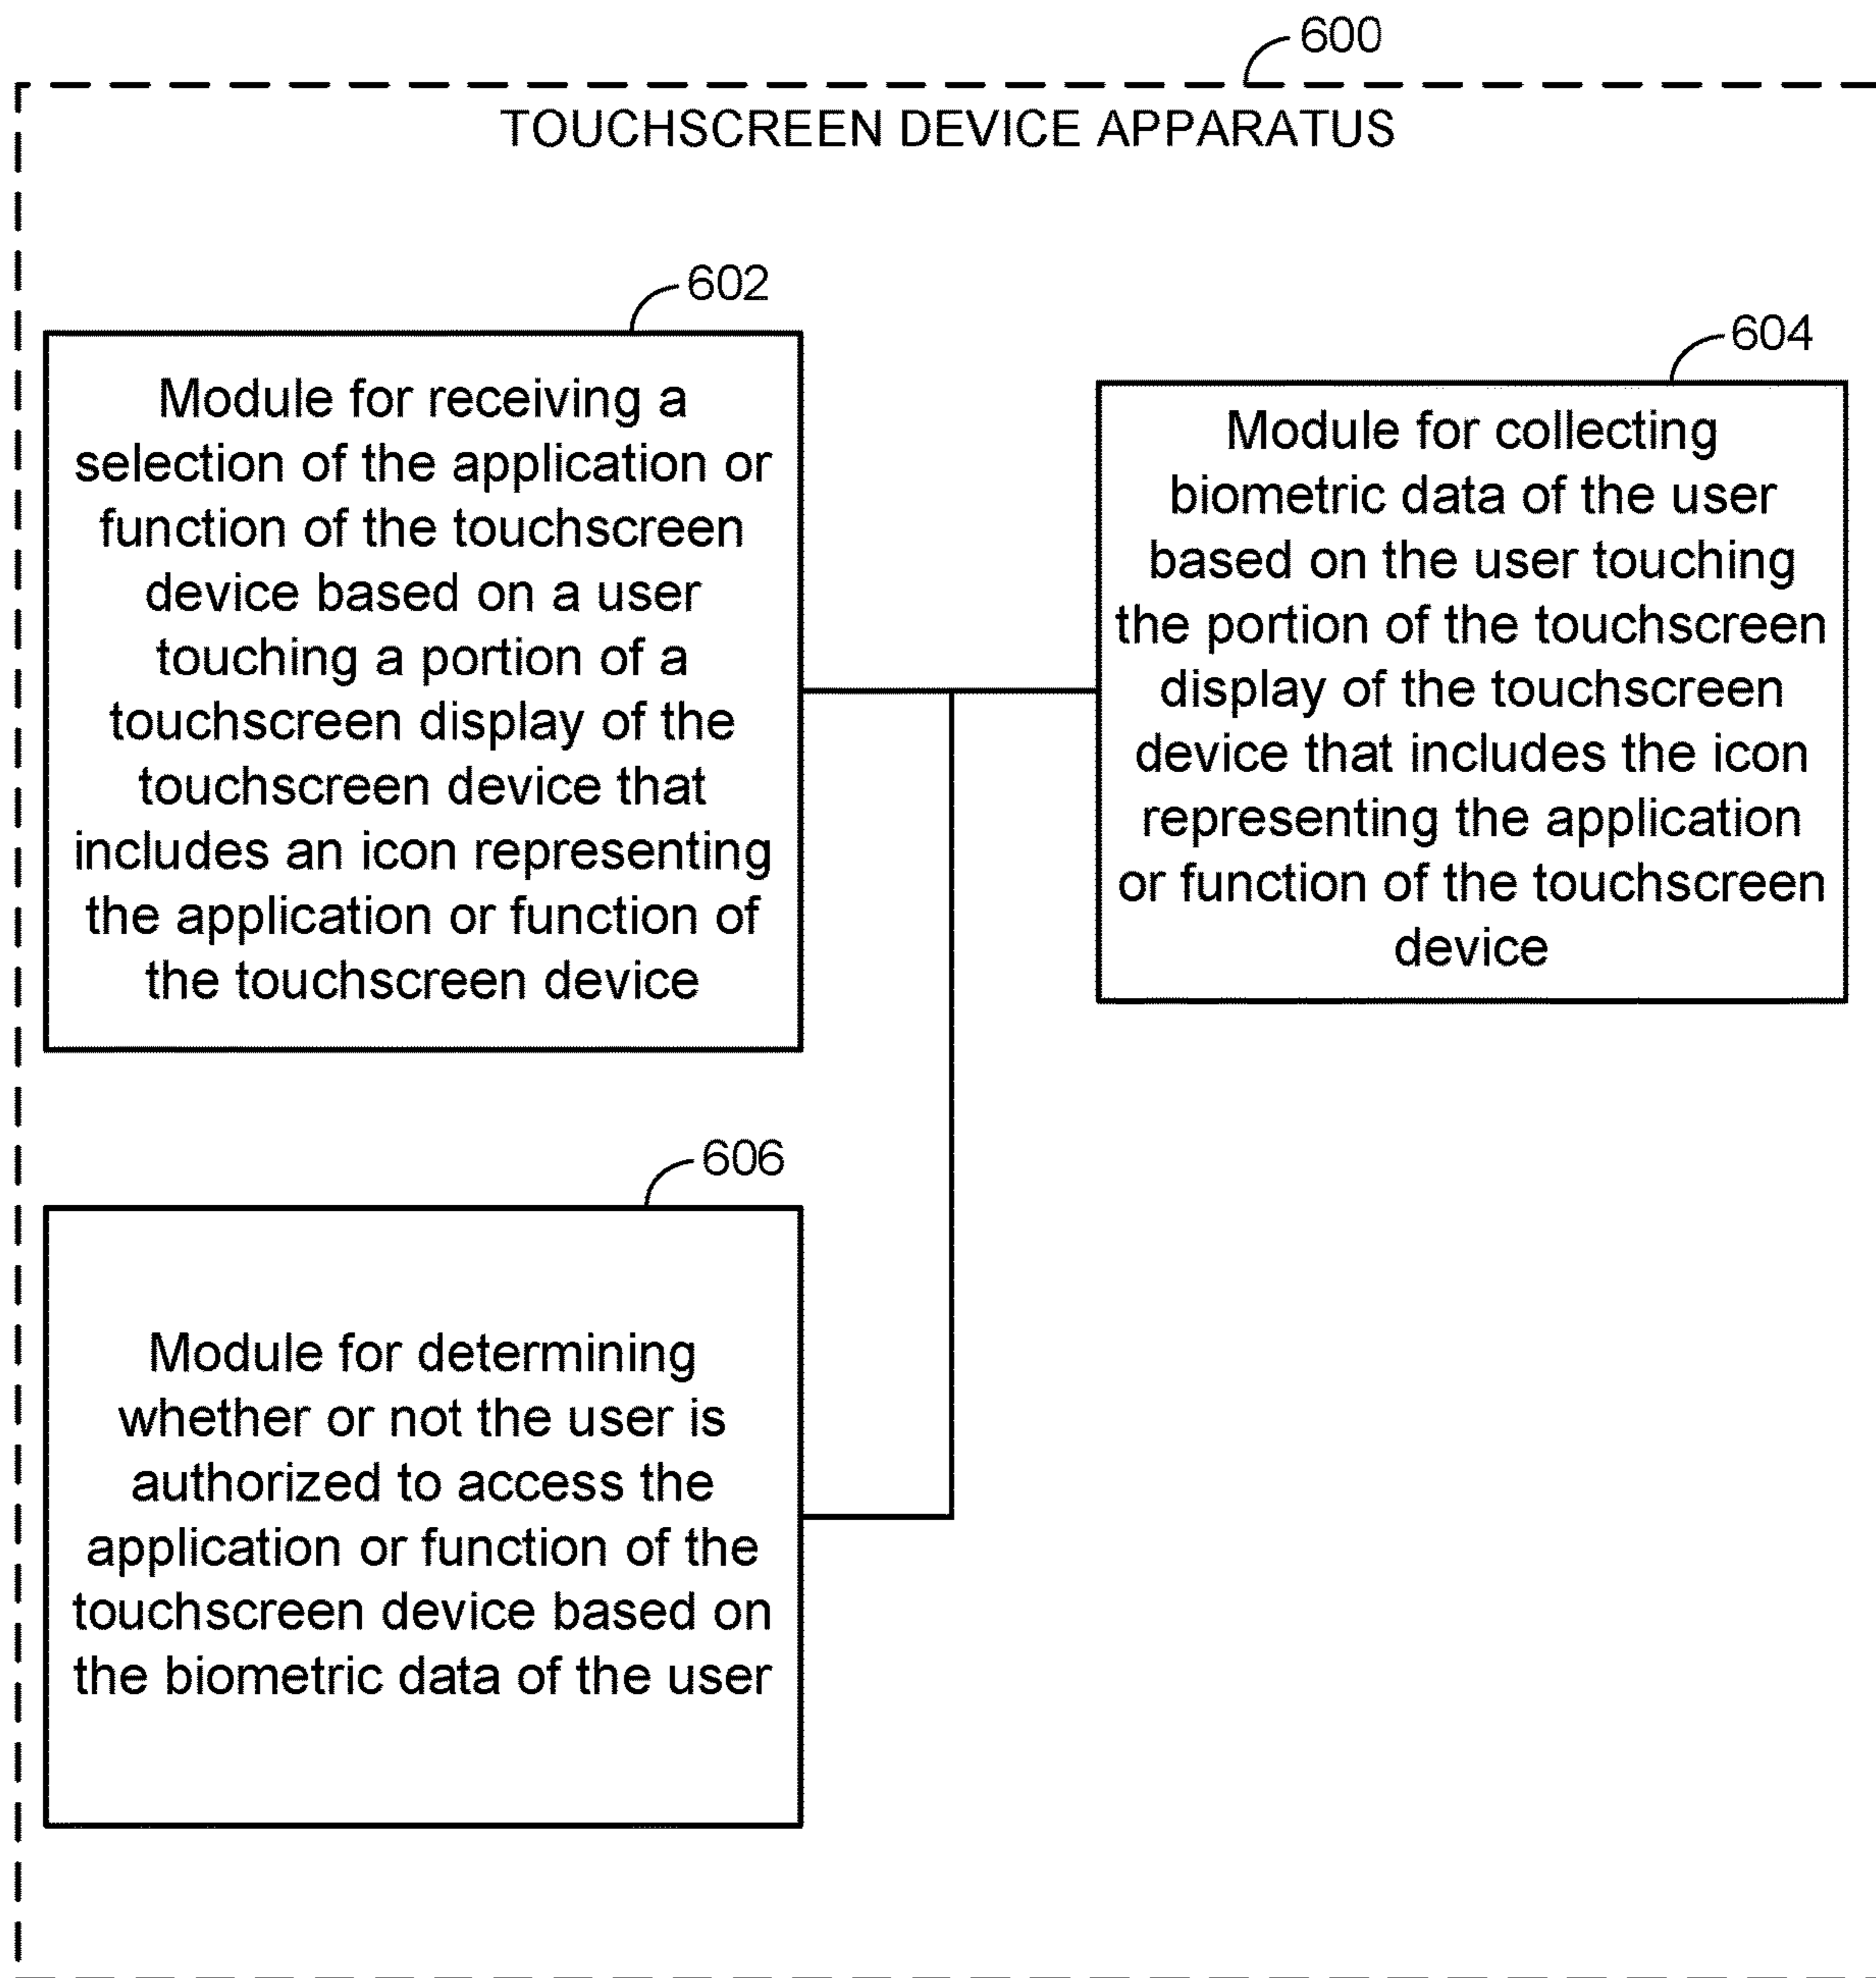 600
TOUCHSCREEN DEVICE APPARATUS
602
Module for receiving a
selection of the application or
function of the touchscreen
device based on a user
touching a portion of a
touchscreen display of the
touchscreen device that
includes an icon representing
the application or function of
the touchscreen device
604
Module for collecting
biometric data of the user
based on the user touching
the portion of the touchscreen
display of the touchscreen
device that includes the icon
representing the application
or function of the touchscreen
device
606
Module for determining
whether or not the user is
authorized to access the
application or function of the
touchscreen device based on
the biometric data of the user